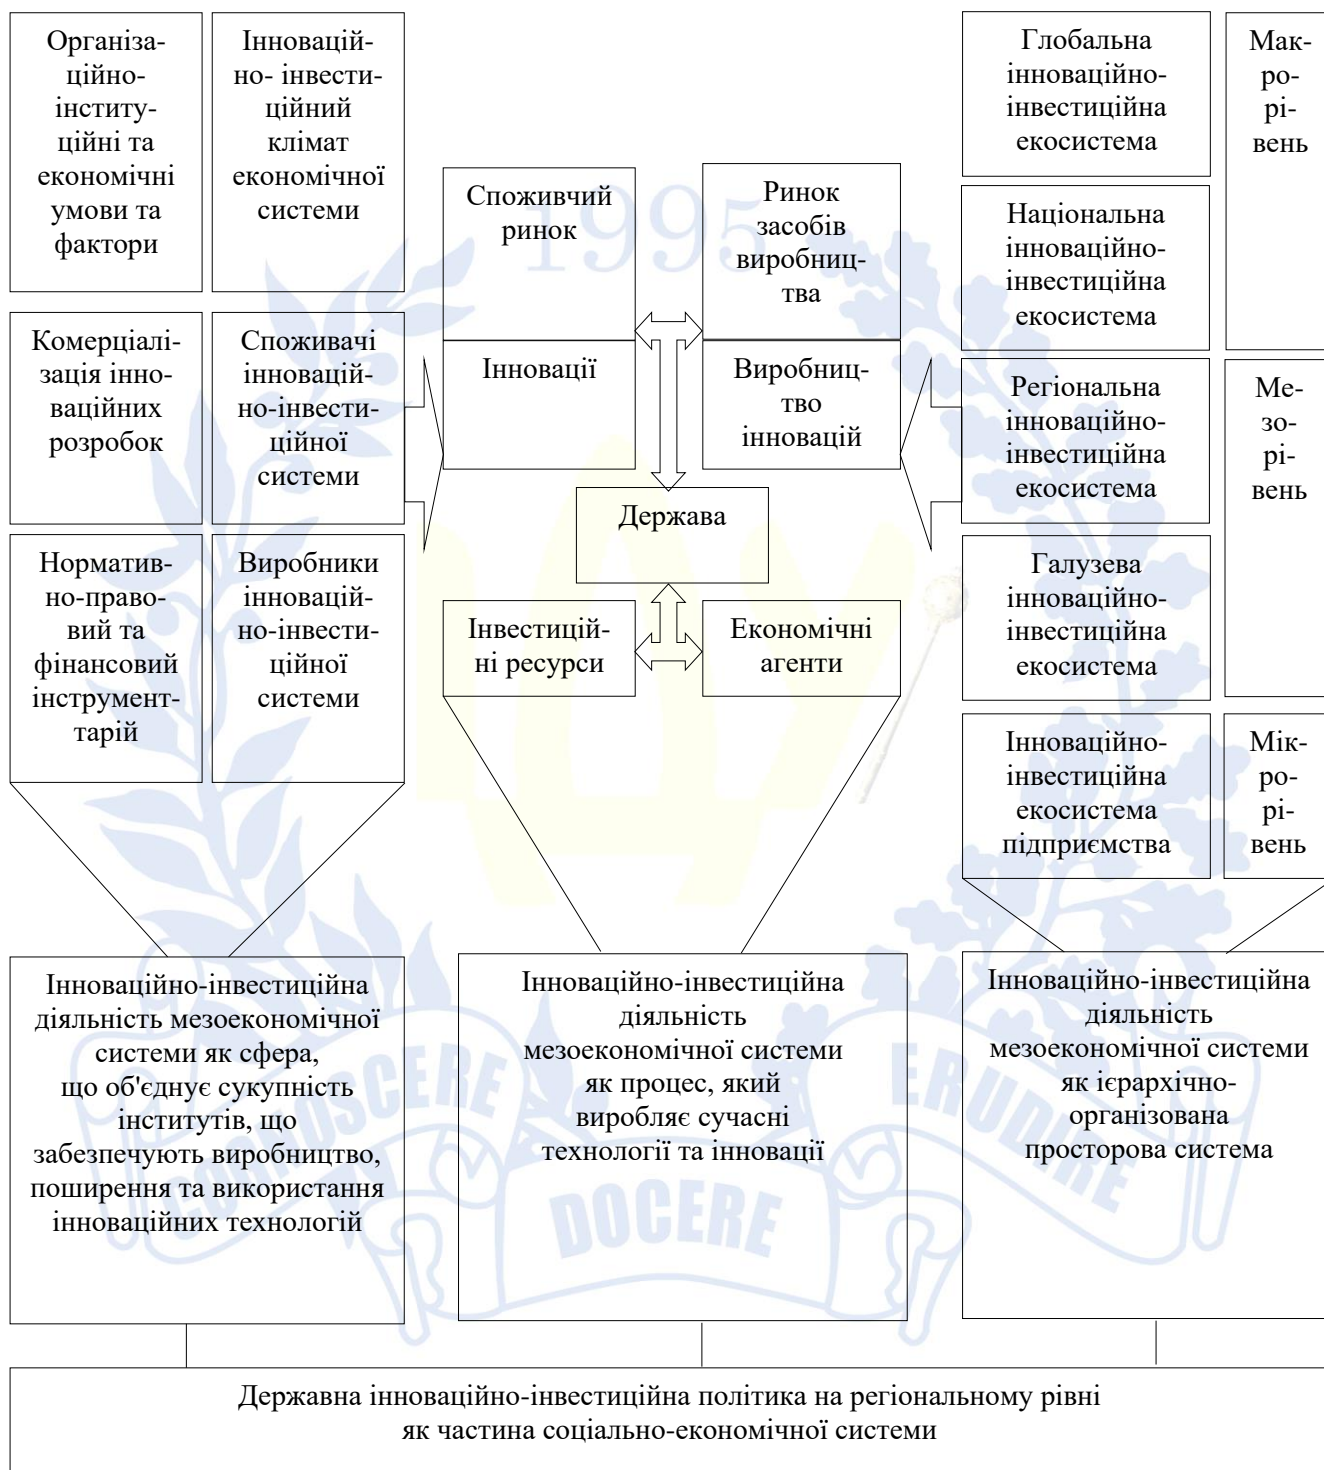 Організа-
ційно-
інститу-
ційні та
економічні
умови та
фактори
Інновацій-
но- інвести-
ційний
клімат
економічної
системи
Комерціалі-
зація інно-
ваційних
розробок
Споживачі
інновацій-
но-інвести-
ційної
системи
Норматив-
но-право-
вий та
фінансовий
інструмент-
тарій
Виробники
інновацій-
но-інвести-
ційної
системи
1995
Споживчий
ринок
Ринок
засобів
виробниц-
тва
Інновації
Виробниц-
тво
інновацій
Держава
Інвестицій-
ні ресурси
Економічні
агенти
Глобальна
інноваційно-
інвестиційна
екосистема
Мак-
ро-
рі-
вень
Національна
інноваційно-
інвестиційна
екосистема
Регіональна
інноваційно-
інвестиційна
екосистема
Ме-
зо-
рі-
вень
Галузева
інноваційно-
інвестиційна
екосистема
Інноваційно-
інвестиційна
екосистема
підприємства
Мік-
ро-
рі-
вень
Інноваційно-інвестиційна
діяльність мезоекономічної
системи як сфера,
що об'єднує сукупність
інститутів, що
забезпечують виробництво,
поширення та використання
інноваційних технологій
Інноваційно-інвестиційна
діяльність
мезоекономічної системи
як процес, який
виробляє сучасні
технології та інновації
Інноваційно-інвестиційна
діяльність
мезоекономічної системи
як ієрархічно-
організована
просторова система
COGNOSCERE
DOCERE
ERUDIRE
Державна інноваційно-інвестиційна політика на регіональному рівні
як частина соціально-економічної системи